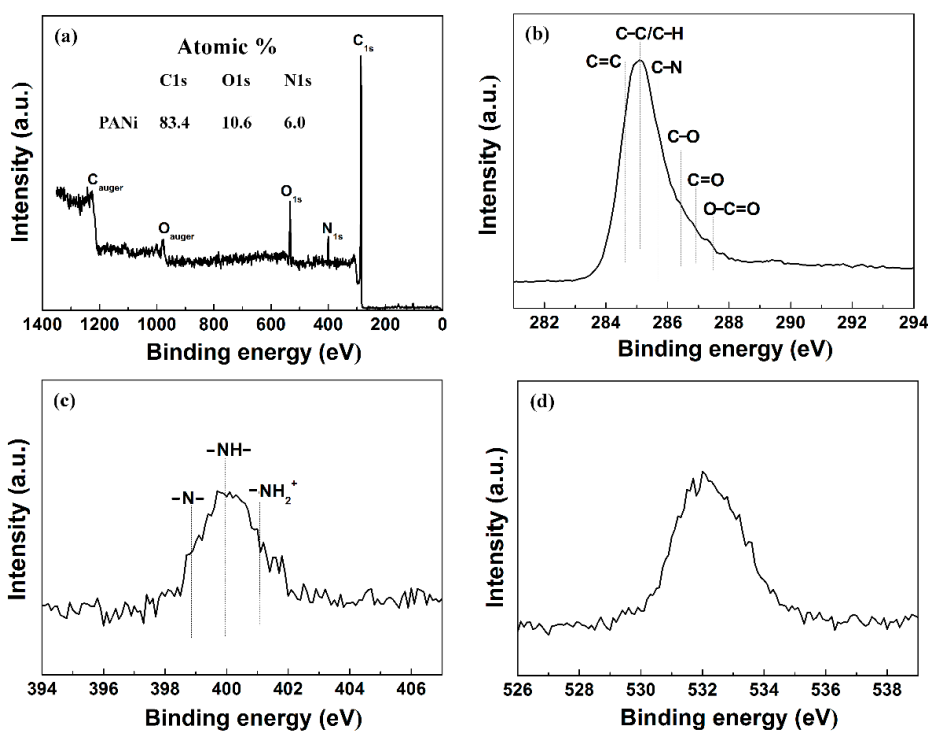 (a)
Atomic %
C1s O1s N1s
PANi 83.4 10.6 6.0
C1s
Cauger
Oauger
O1s
N1s
Intensity (a.u.)
1400 1200 1000 800 600 400 200 0
Binding energy (eV)
(b)
C–C/C–H
C=C
C–N
C–O
C=O
O–C=O
Intensity (a.u.)
282 284 286 288 290 292 294
Binding energy (eV)
(c)
–NH–
–N–
–NH2+
Intensity (a.u.)
394 396 398 400 402 404 406
Binding energy (eV)
(d)
Intensity (a.u.)
526 528 530 532 534 536 538
Binding energy (eV)